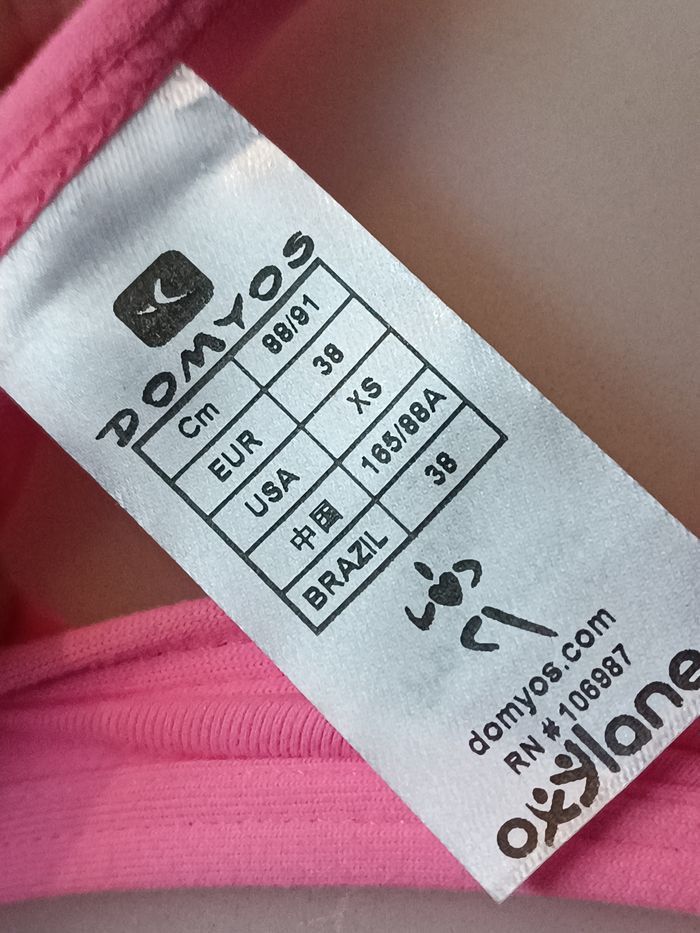 DOMYOS
Cm 88/91
EUR 38
USA XS
中国 165/88A
BRAZIL 38
domyos.com
RN # 106987
oxylane